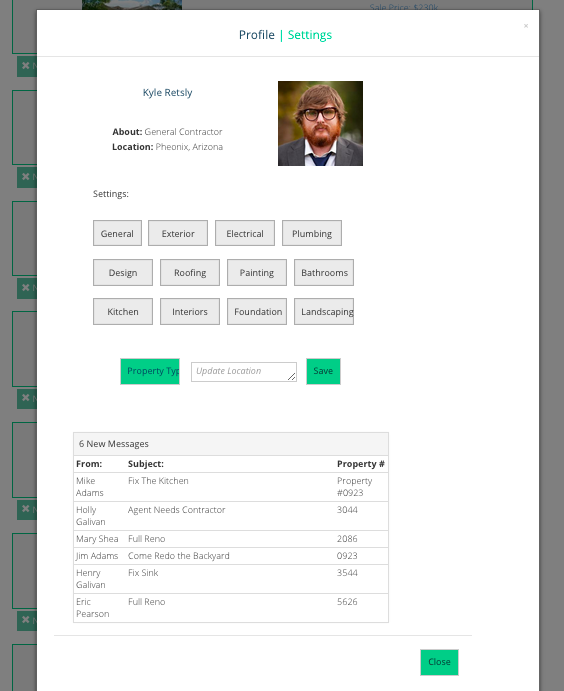 Sale Price: $230k
×
Profile | Settings
Kyle Retsly
About: General Contractor
Location: Pheonix, Arizona
Settings:
General Exterior Electrical Plumbing
Design Roofing Painting Bathrooms
Kitchen Interiors Foundation Landscaping
Property Typ Update Location Save
6 New Messages
From: Subject: Property #
Mike Adams Fix The Kitchen Property #0923
Holly Galivan Agent Needs Contractor 3044
Mary Shea Full Reno 2086
Jim Adams Come Redo the Backyard 0923
Henry Galivan Fix Sink 3544
Eric Pearson Full Reno 5626
Close